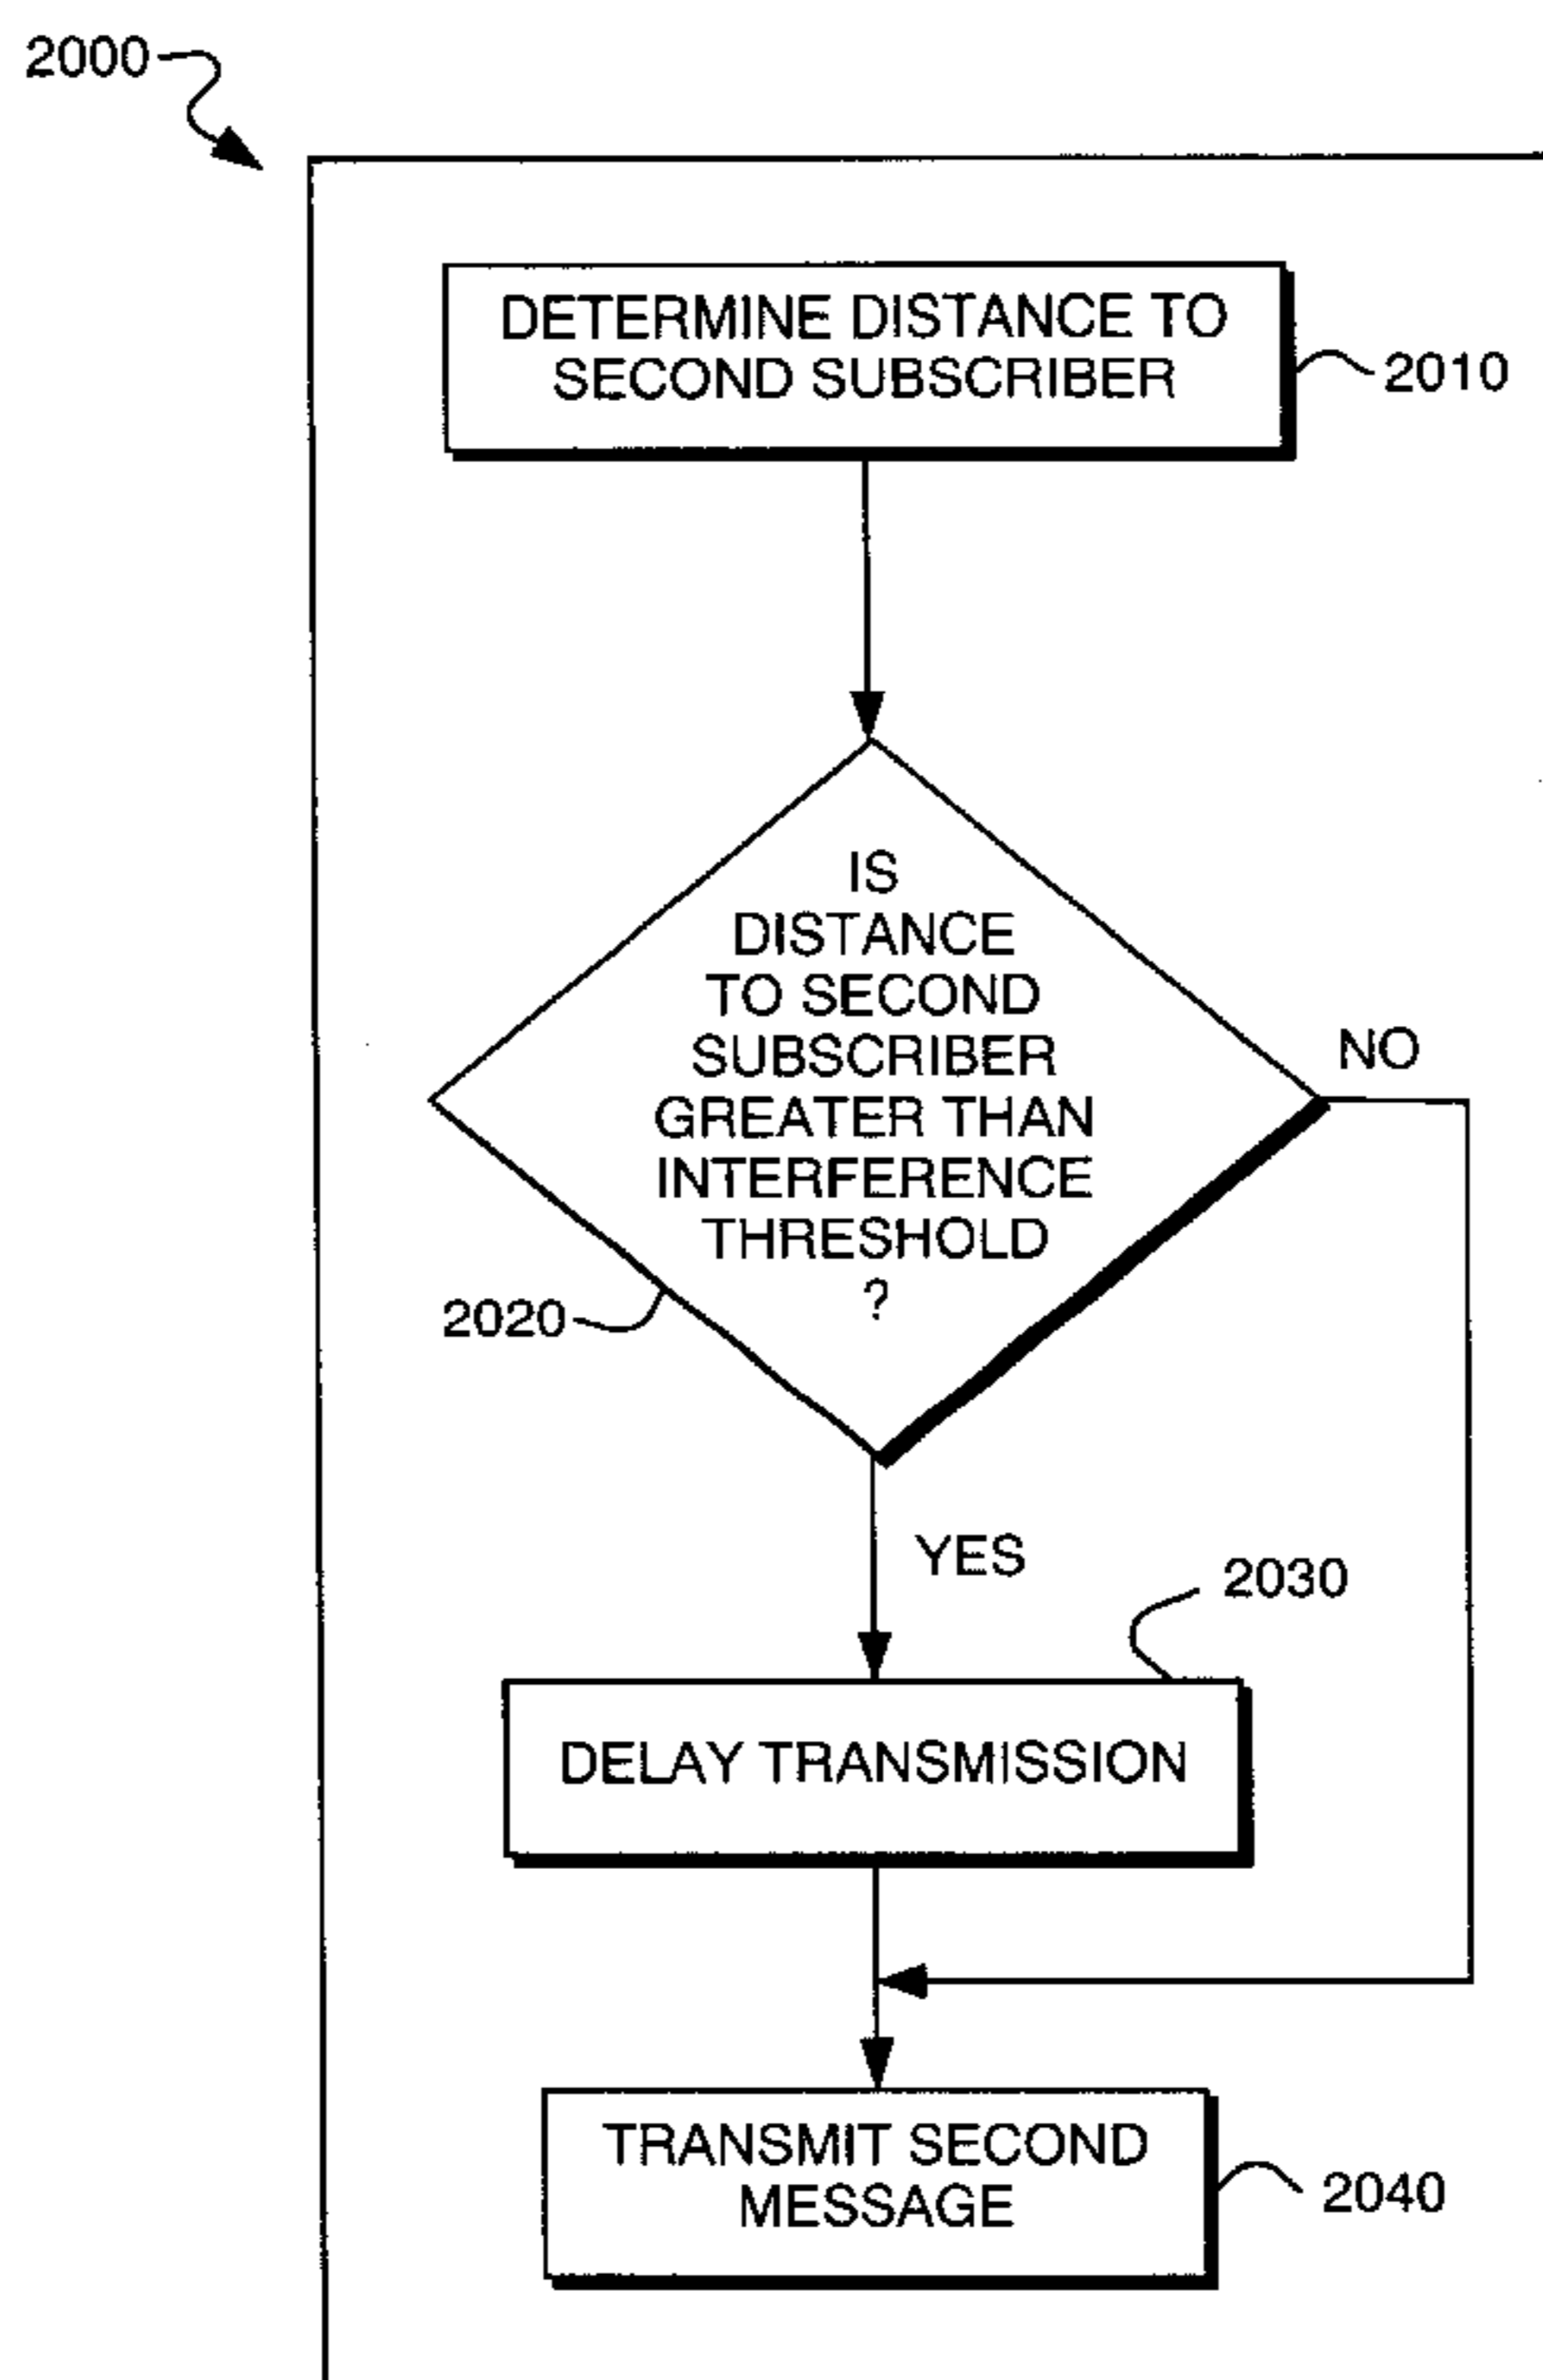 2000
DETERMINE DISTANCE TO
SECOND SUBSCRIBER
2010
IS
DISTANCE
TO SECOND
SUBSCRIBER
GREATER THAN
INTERFERENCE
THRESHOLD
?
NO
2020
YES
2030
DELAY TRANSMISSION
TRANSMIT SECOND
MESSAGE
2040